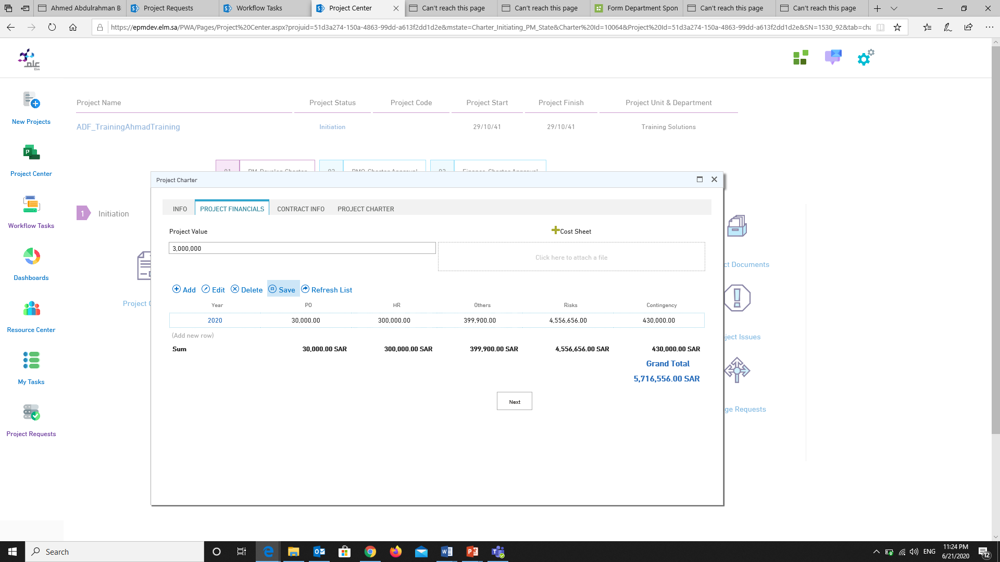 Ahmed Abdulrahman B
Project Requests
Workflow Tasks
Project Center
Can't reach this page
Can't reach this page
Form Department Spon
Can't reach this page
Can't reach this page
https://epmdev.elm.sa/PWA/Pages/Project%20Center.aspx?projuid=51d3a274-150a-4863-99dd-a613f2dd1d2e&mstate=Charter_Initiating_PM_State&Charter%20Id=10064&Project%20Id=51d3a274-150a-4863-99dd-a613f2dd1d2e&SN=1530_92&tab=cha
علم
Elm
New Projects
Project Center
Workflow Tasks
Dashboards
Resource Center
My Tasks
Project Requests
Project Name
Project Status
Project Code
Project Start
Project Finish
Project Unit & Department
ADF_TrainingAhmadTraining
Initiation
29/10/41
29/10/41
Training Solutions
01
PM-Develop Charter
02
PMO-Charter Approval
03
Finance-Charter Approval
1
Initiation
Project C
ct Documents
ject Issues
ge Requests
Project Charter
INFO
PROJECT FINANCIALS
CONTRACT INFO
PROJECT CHARTER
Project Value
Cost Sheet
3,000,000
Click here to attach a file
Add
Edit
Delete
Save
Refresh List
Year PO HR Others Risks Contingency
2020 30,000.00 300,000.00 399,900.00 4,556,656.00 430,000.00
(Add new row)
Sum 30,000.00 SAR 300,000.00 SAR 399,900.00 SAR 4,556,656.00 SAR 430,000.00 SAR
Grand Total
5,716,556.00 SAR
Next
Search
ENG
11:24 PM
6/21/2020
12